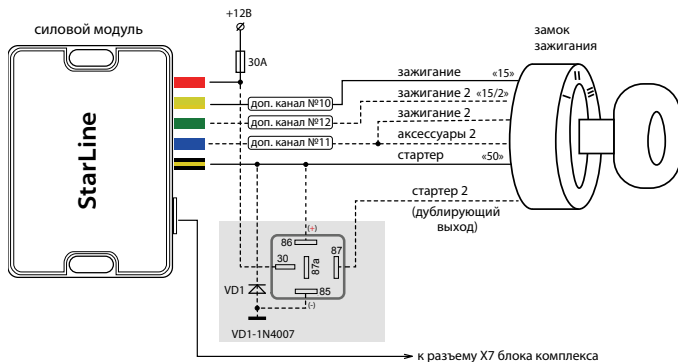 +12В
силовой модуль
замок
зажигания
30А
зажигание «15»
доп. канал №10
зажигание 2 «15/2»
доп. канал №12
зажигание 2
доп. канал №11
аксессуары 2
стартер «50»
StarLine
стартер 2
(дублирующий
выход)
(+)
86
30
87a
87
85
(-)
VD1
VD1-1N4007
к разъему X7 блока комплекса